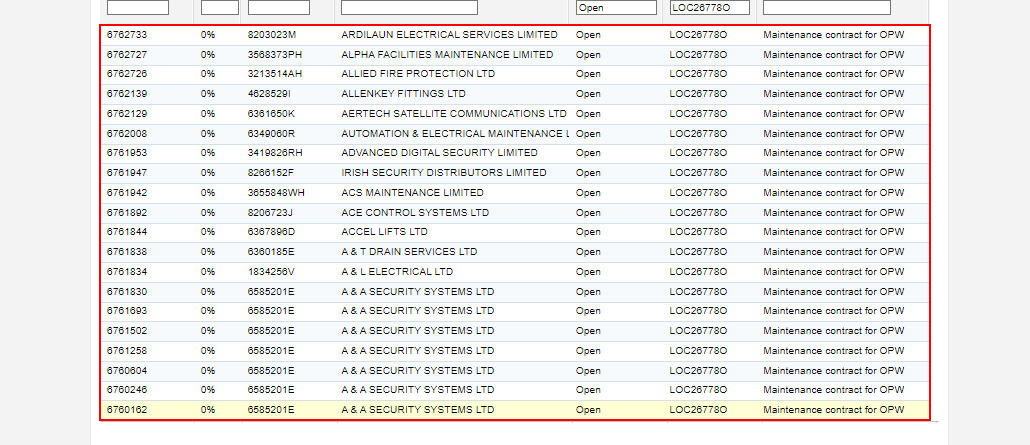 Open LOC26778O
6762733 0% 8203023M ARDILAUN ELECTRICAL SERVICES LIMITED Open LOC26778O Maintenance contract for OPW
6762727 0% 3568373PH ALPHA FACILITIES MAINTENANCE LIMITED Open LOC26778O Maintenance contract for OPW
6762726 0% 3213514AH ALLIED FIRE PROTECTION LTD Open LOC26778O Maintenance contract for OPW
6762139 0% 4628529I ALLENKEY FITTINGS LTD Open LOC26778O Maintenance contract for OPW
6762129 0% 6361650K AERTECH SATELLITE COMMUNICATIONS LTD Open LOC26778O Maintenance contract for OPW
6762008 0% 6349060R AUTOMATION & ELECTRICAL MAINTENANCE L Open LOC26778O Maintenance contract for OPW
6761953 0% 3419826RH ADVANCED DIGITAL SECURITY LIMITED Open LOC26778O Maintenance contract for OPW
6761947 0% 8266152F IRISH SECURITY DISTRIBUTORS LIMITED Open LOC26778O Maintenance contract for OPW
6761942 0% 3655848WH ACS MAINTENANCE LIMITED Open LOC26778O Maintenance contract for OPW
6761892 0% 8206723J ACE CONTROL SYSTEMS LTD Open LOC26778O Maintenance contract for OPW
6761844 0% 6367896D ACCEL LIFTS LTD Open LOC26778O Maintenance contract for OPW
6761838 0% 6360185E A & T DRAIN SERVICES LTD Open LOC26778O Maintenance contract for OPW
6761834 0% 1834256V A & L ELECTRICAL LTD Open LOC26778O Maintenance contract for OPW
6761830 0% 6585201E A & A SECURITY SYSTEMS LTD Open LOC26778O Maintenance contract for OPW
6761693 0% 6585201E A & A SECURITY SYSTEMS LTD Open LOC26778O Maintenance contract for OPW
6761502 0% 6585201E A & A SECURITY SYSTEMS LTD Open LOC26778O Maintenance contract for OPW
6761258 0% 6585201E A & A SECURITY SYSTEMS LTD Open LOC26778O Maintenance contract for OPW
6760604 0% 6585201E A & A SECURITY SYSTEMS LTD Open LOC26778O Maintenance contract for OPW
6760246 0% 6585201E A & A SECURITY SYSTEMS LTD Open LOC26778O Maintenance contract for OPW
6760162 0% 6585201E A & A SECURITY SYSTEMS LTD Open LOC26778O Maintenance contract for OPW